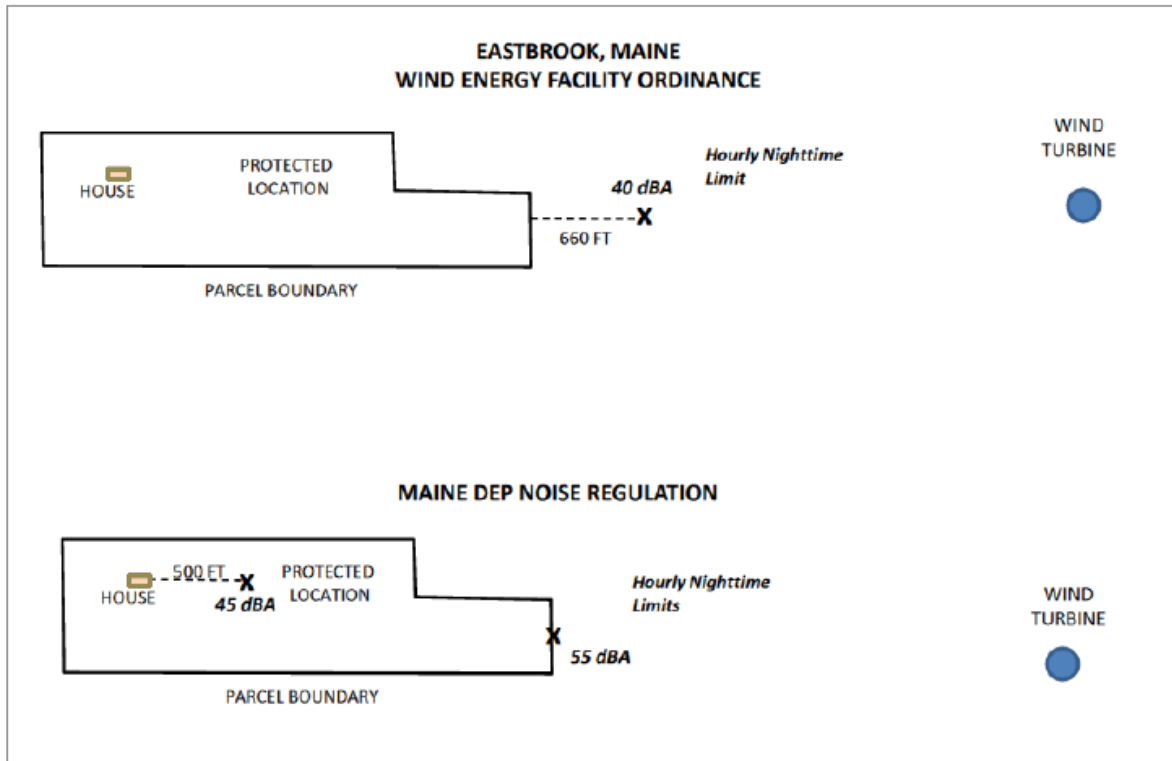 EASTBROOK, MAINE
WIND ENERGY FACILITY ORDINANCE
WIND
TURBINE
Hourly Nighttime
Limit
PROTECTED
LOCATION
HOUSE
40 dBA
X
660 FT
PARCEL BOUNDARY
MAINE DEP NOISE REGULATION
500 FT
PROTECTED
LOCATION
HOUSE
X
45 dBA
Hourly Nighttime
Limits
WIND
TURBINE
X
55 dBA
PARCEL BOUNDARY